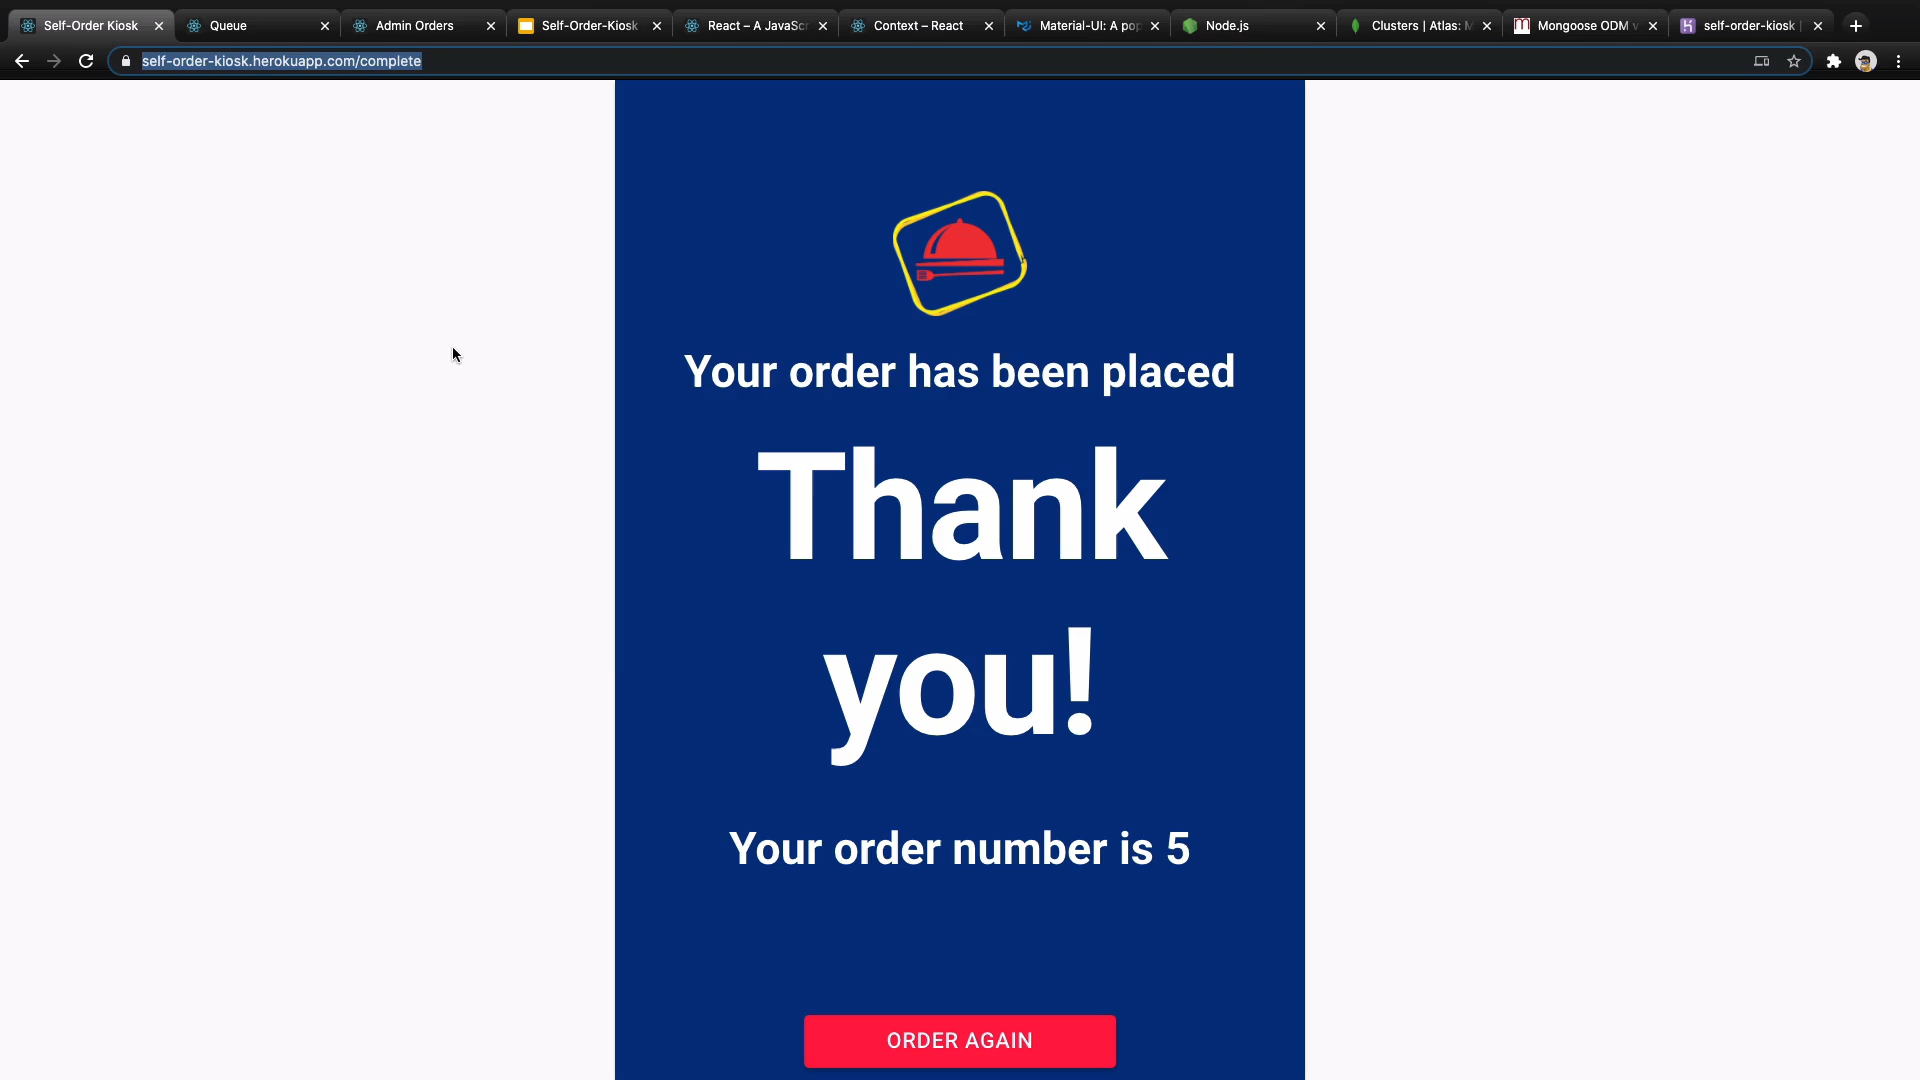 Self-Order Kiosk
Queue
Admin Orders
Self-Order-Kiosk
React – A JavaSc
Context – React
Material-UI: A pop
Node.js
Clusters | Atlas: M
Mongoose ODM v
self-order-kiosk |
self-order-kiosk.herokuapp.com/complete
Your order has been placed
Thank
you!
Your order number is 5
ORDER AGAIN